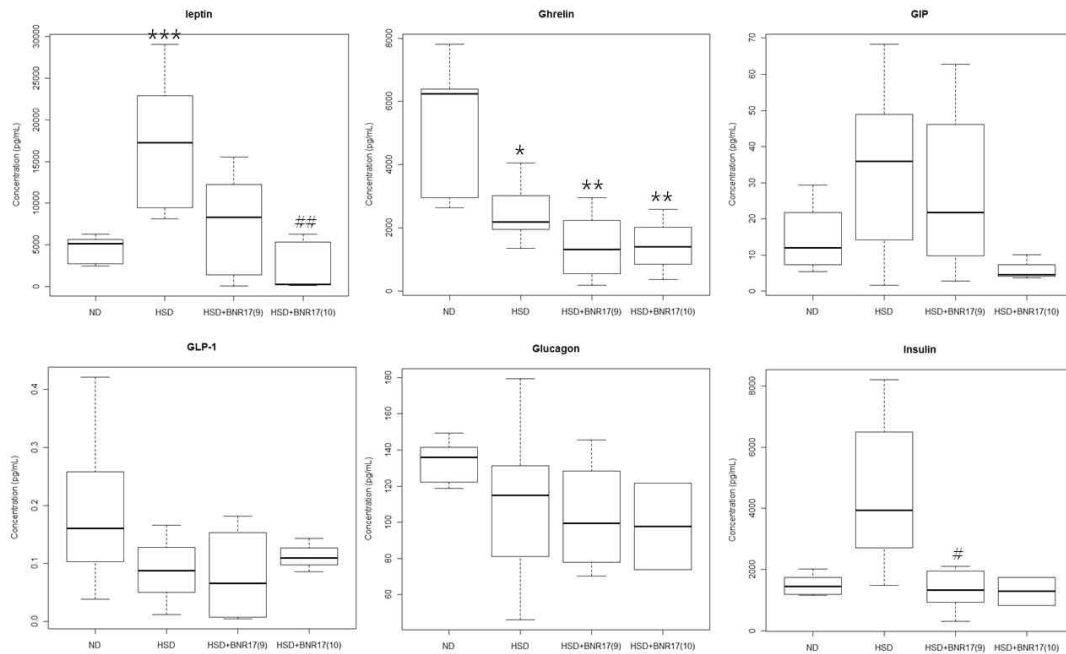 leptin
Concentration (pg/mL)
0 5000 10000 15000 20000 25000 30000
***
##
ND HSD HSD+BNR17(9) HSD+BNR17(10)
Ghrelin
Concentration (pg/mL)
0 2000 4000 6000 8000
*
**
**
ND HSD HSD+BNR17(9) HSD+BNR17(10)
GIP
Concentration (pg/mL)
0 10 20 30 40 50 60 70
ND HSD HSD+BNR17(9) HSD+BNR17(10)
GLP-1
Concentration (pg/mL)
0.0 0.1 0.2 0.3 0.4
ND HSD HSD+BNR17(9) HSD+BNR17(10)
Glucagon
Concentration (pg/mL)
60 80 100 120 140 160 180
ND HSD HSD+BNR17(9) HSD+BNR17(10)
Insulin
Concentration (pg/mL)
0 2000 4000 6000 8000
#
ND HSD HSD+BNR17(9) HSD+BNR17(10)